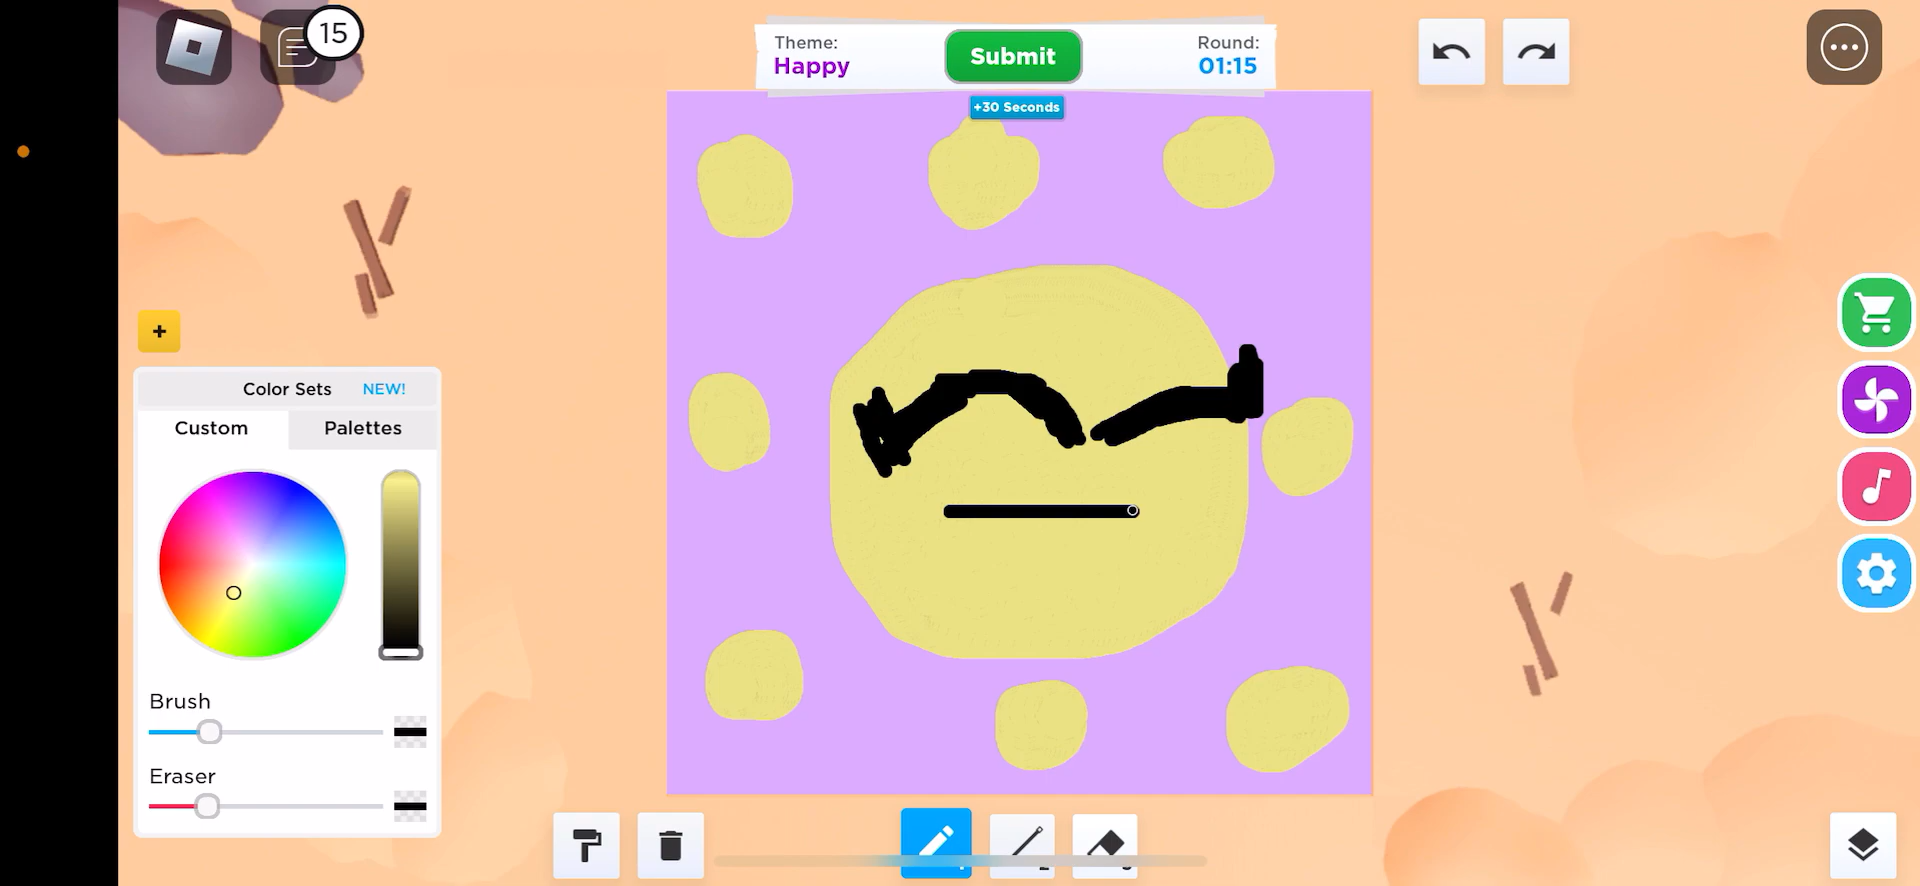 15
Theme:
Happy
Submit
Round:
01:15
+30 Seconds
+
Color Sets NEW!
Custom Palettes
Brush
Eraser